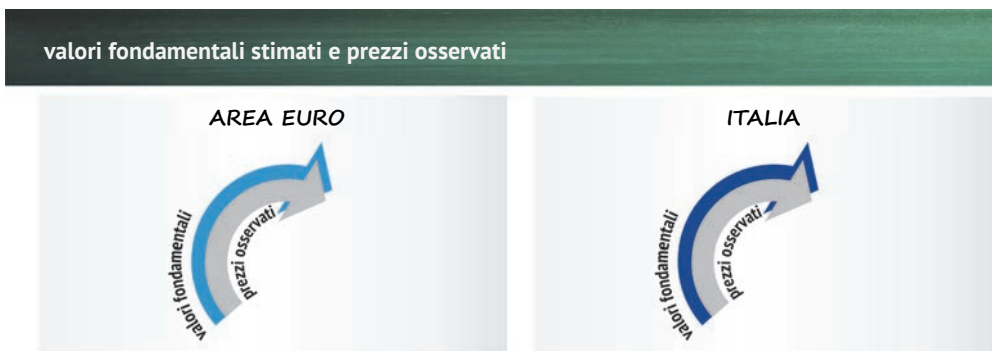 valori fondamentali stimati e prezzi osservati
AREA EURO
valori fondamentali
prezzi osservati
ITALIA
valori fondamentali
prezzi osservati